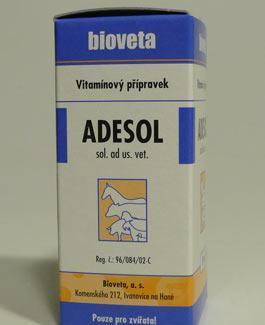 bioveta
Vitamínový přípravek
ADESOL
sol. ad us. vet.
Reg. č.: 96/084/02-C
Bioveta, a. s.
Komenského 212, Ivanovice na Hané
Pouze pro zvířata!